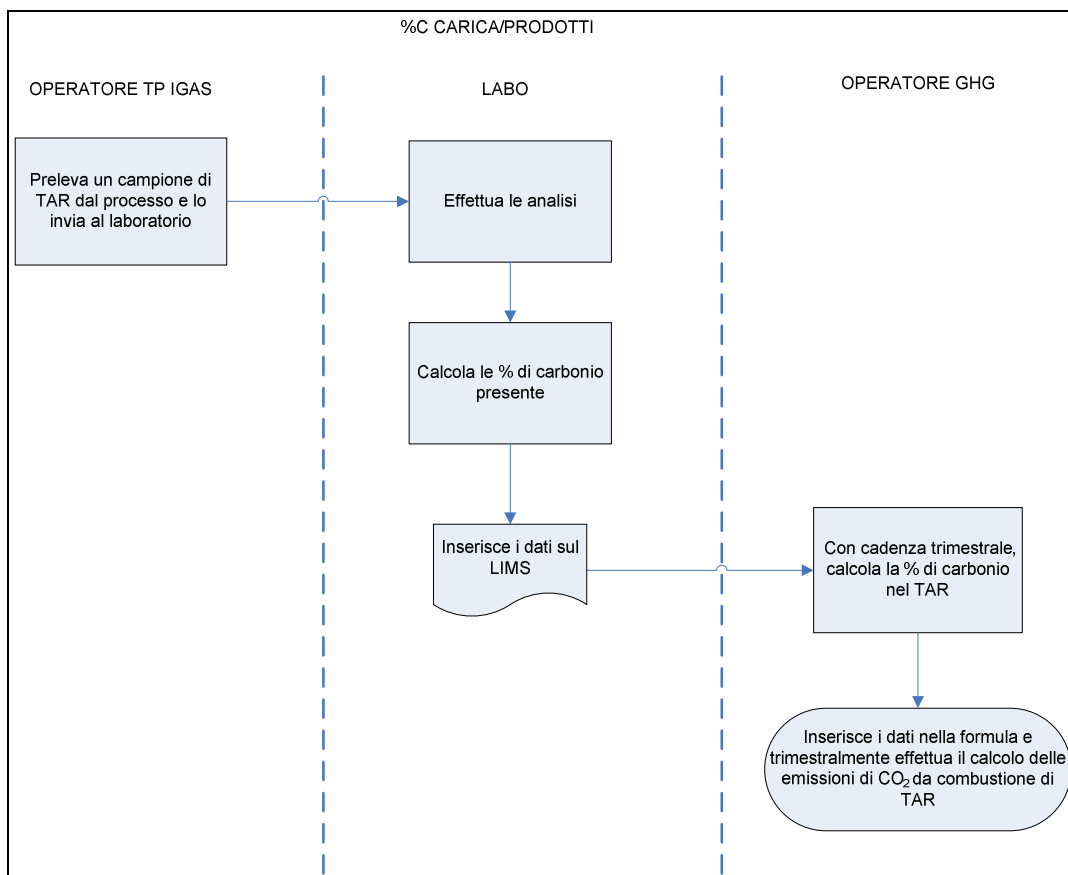 %C CARICA/PRODOTTI
OPERATORE TP IGAS
LABO
OPERATORE GHG
Preleva un campione di
TAR dal processo e lo
invia al laboratorio
Effettua le analisi
Calcola le % di carbonio
presente
Inserisce i dati sul
LIMS
Con cadenza trimestrale,
calcola la % di carbonio
nel TAR
Inserisce i dati nella formula e
trimestralmente effettua il calcolo delle
emissioni di CO₂ da combustione di
TAR